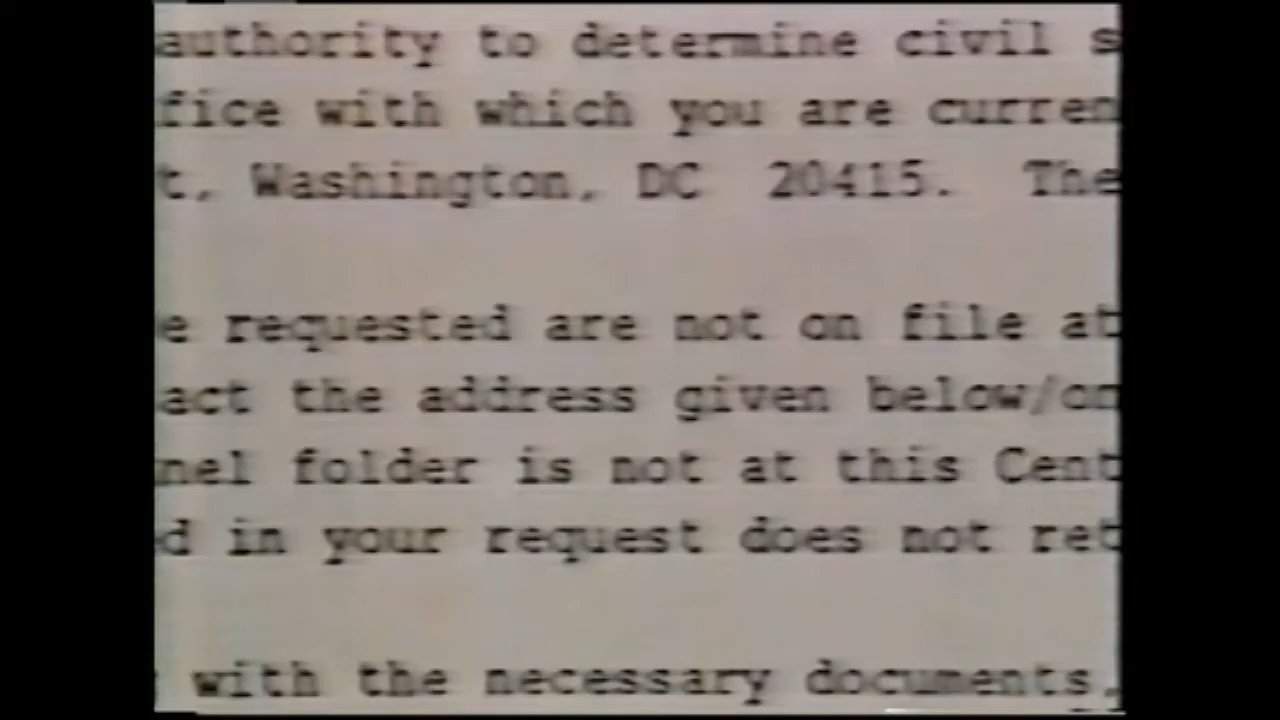 authority to determine civil s
fice with which you are curren
t, Washington, DC 20415. The
e requested are not on file at
act the address given below/on
nel folder is not at this Cent
d in your request does not ret
with the necessary documents,